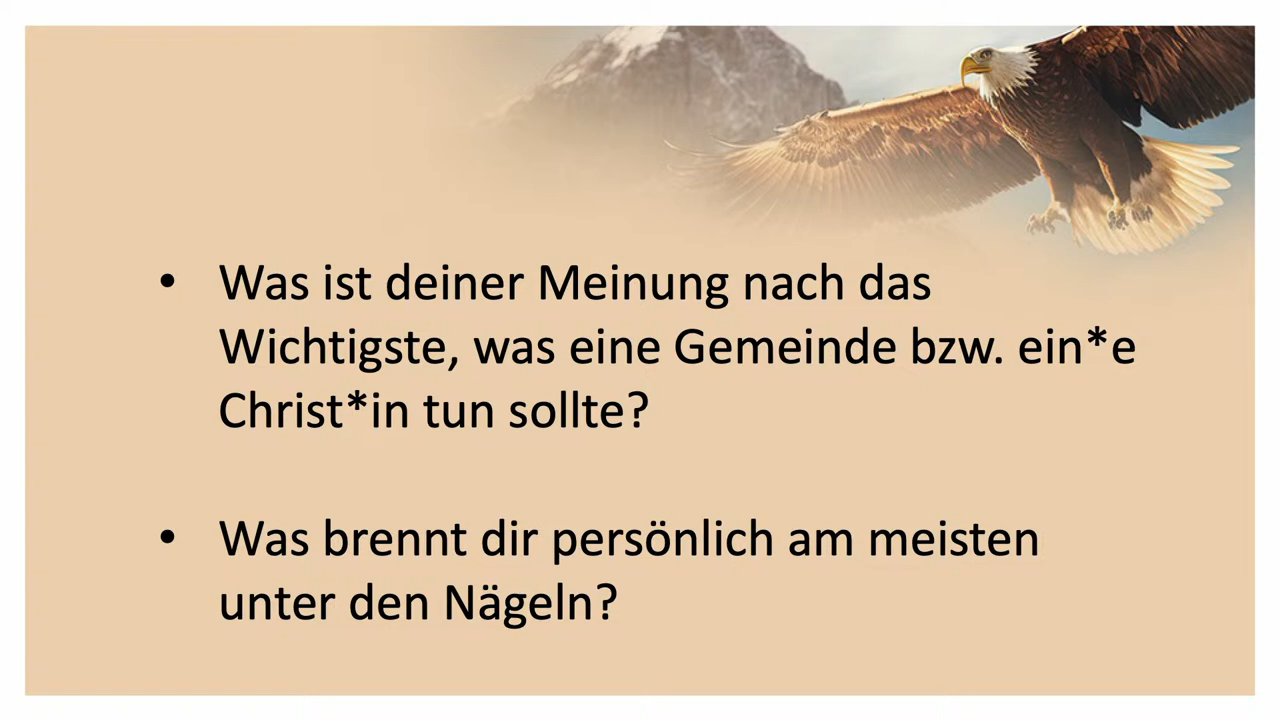 • Was ist deiner Meinung nach das
Wichtigste, was eine Gemeinde bzw. ein*e
Christ*in tun sollte?
• Was brennt dir persönlich am meisten
unter den Nägeln?